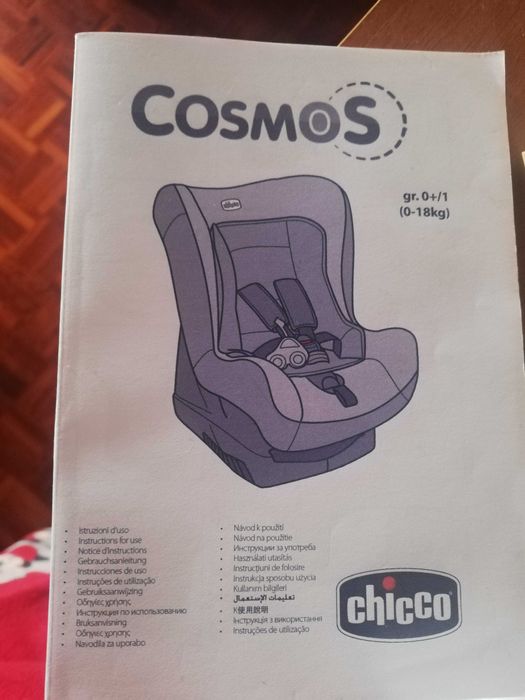 COSMOS
gr. 0+/1
(0-18kg)
chicco
• Istruzioni d'uso
• Instructions for use
• Notice d'Instructions
• Gebrauchsanleitung
• Instrucciones de uso
• Instruções de utilização
• Gebruiksaanwijzing
• Οδηγίες χρήσης
• Инструкция по использованию
• Bruksanvisning
• Οδηγίες χρήσης
• Navodila za uporabo
• Návod k použití
• Návod na použitie
• Инструкции за употреба
• Használati utasítás
• Instrucţiuni de folosire
• Instrukcja sposobu użycia
• Kullanım bilgileri
• تعليمات الإستعمال
• K使用說明
• Інструкція з використання
• Instruções de utilização
chicco